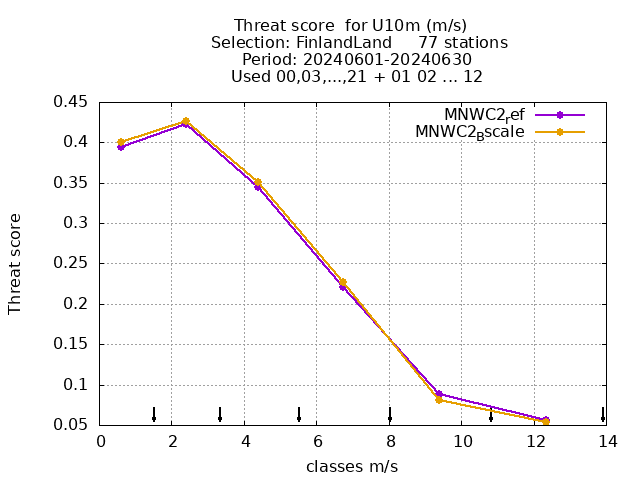 Threat score  for U10m (m/s)
Selection: FinlandLand     77 stations
Period: 20240601-20240630
Used 00,03,...,21 + 01 02 ... 12
MNWC2ref
MNWC2Bscale
0.45
0.4
0.35
0.3
0.25
0.2
0.15
0.1
0.05
Threat score
0 2 4 6 8 10 12 14
classes m/s